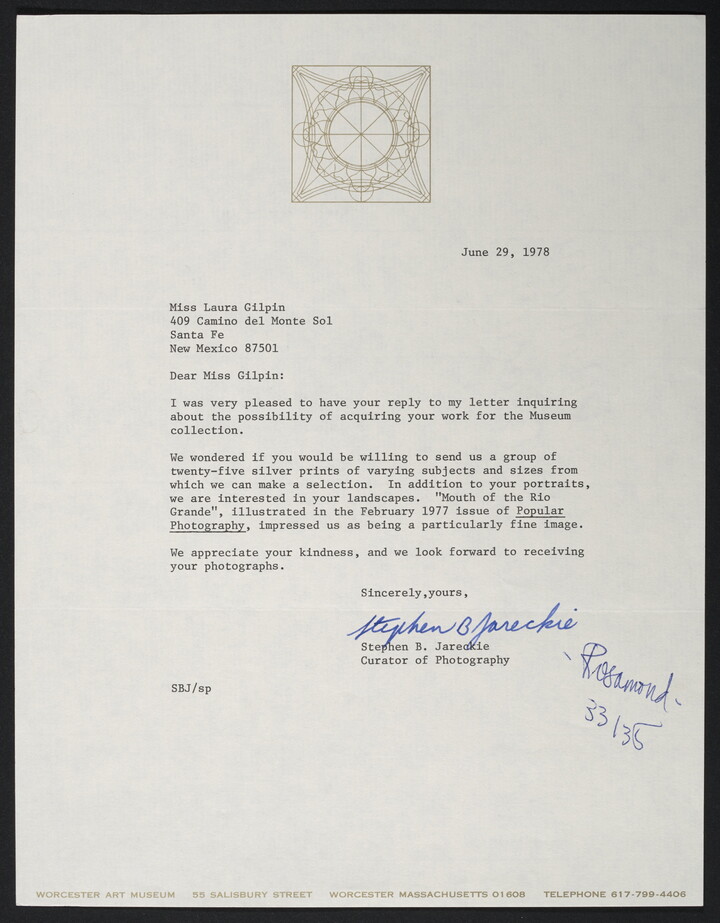 June 29, 1978
Miss Laura Gilpin
409 Camino del Monte Sol
Santa Fe
New Mexico 87501
Dear Miss Gilpin:
I was very pleased to have your reply to my letter inquiring
about the possibility of acquiring your work for the Museum
collection.
We wondered if you would be willing to send us a group of
twenty-five silver prints of varying subjects and sizes from
which we can make a selection.  In addition to your portraits,
we are interested in your landscapes.  "Mouth of the Rio
Grande", illustrated in the February 1977 issue of Popular
Photography, impressed us as being a particularly fine image.
We appreciate your kindness, and we look forward to receiving
your photographs.
Sincerely,yours,
Stephen B Jareckie
Stephen B. Jareckie
Curator of Photography
- Rosamond -
33/35
SBJ/sp
WORCESTER ART MUSEUM 55 SALISBURY STREET WORCESTER MASSACHUSETTS 01608 TELEPHONE 617-799-4406